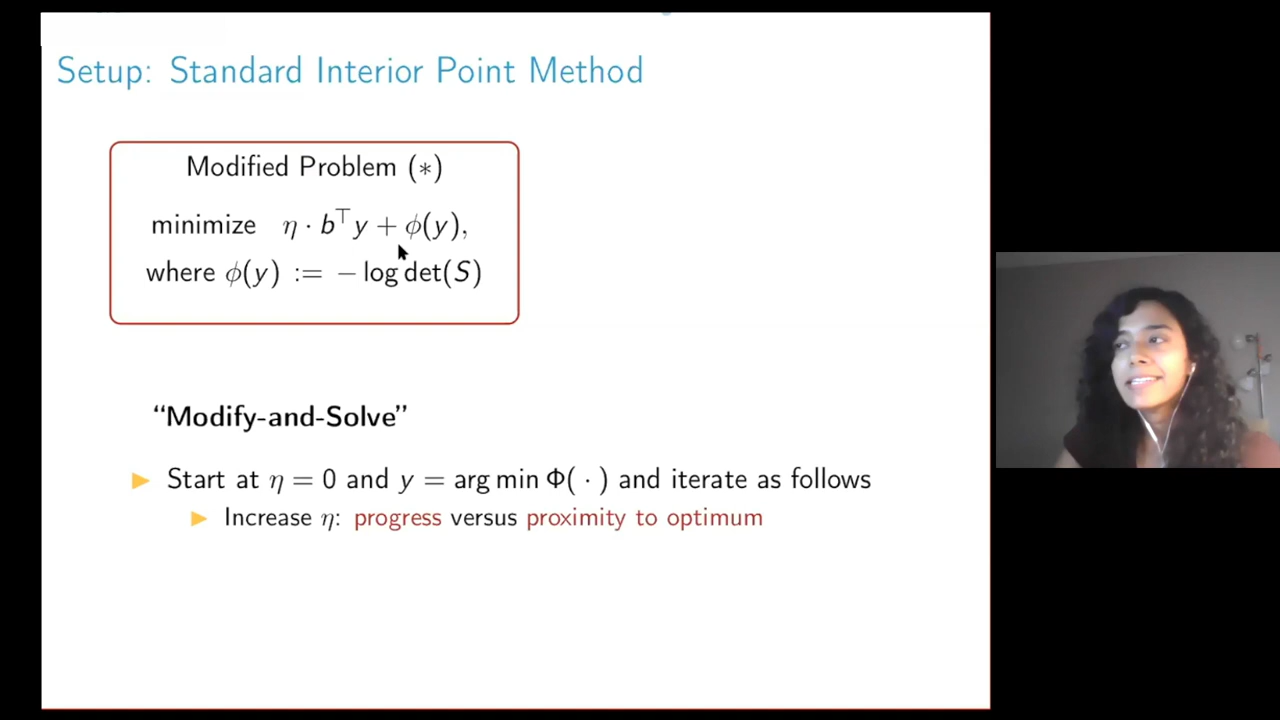 Setup: Standard Interior Point Method
Modified Problem (∗)
minimize η · b⊤y + ϕ(y),
where ϕ(y) := − log det(S)
“Modify-and-Solve”
▶ Start at η = 0 and y = arg min Φ( · ) and iterate as follows
▶ Increase η: progress versus proximity to optimum